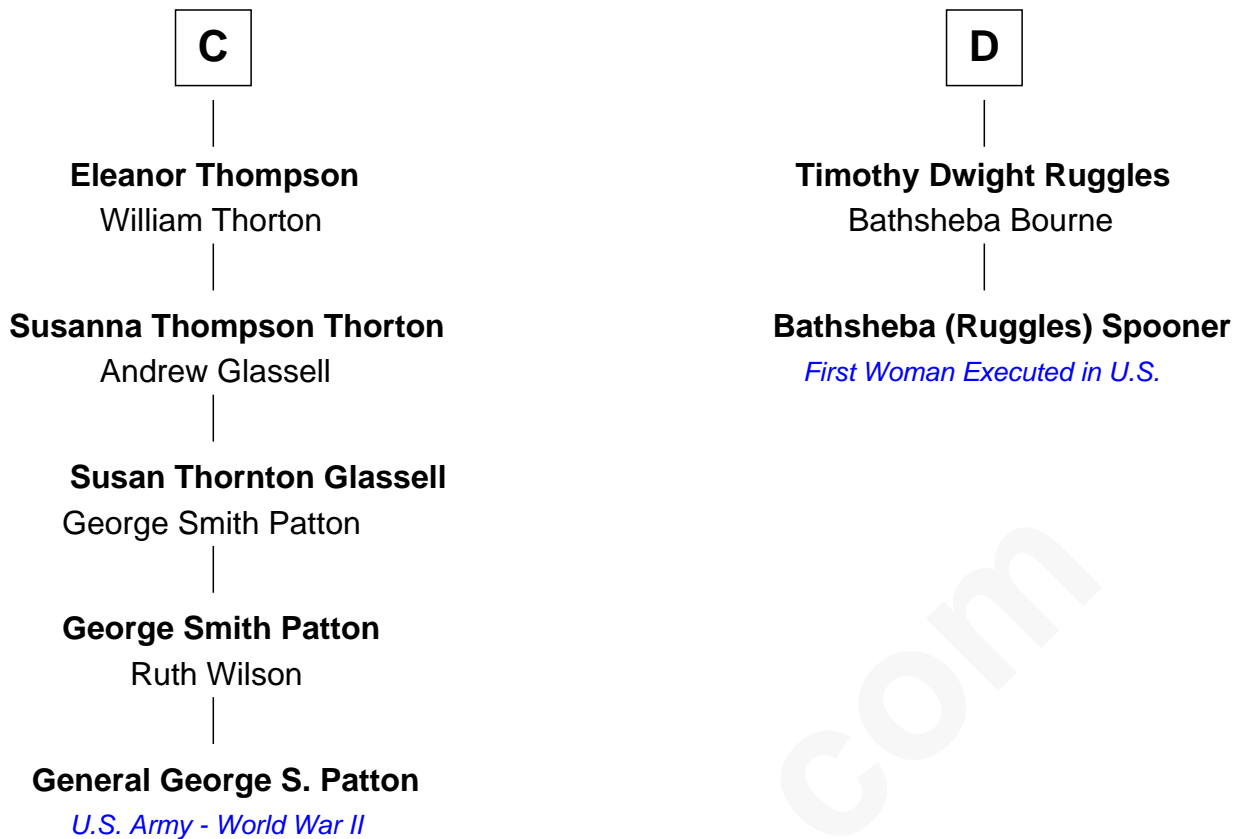 C
Eleanor Thompson
William Thorton
Susanna Thompson Thorton
Andrew Glassell
Susan Thornton Glassell
George Smith Patton
George Smith Patton
Ruth Wilson
General George S. Patton
U.S. Army - World War II
D
Timothy Dwight Ruggles
Bathsheba Bourne
Bathsheba (Ruggles) Spooner
First Woman Executed in U.S.
com